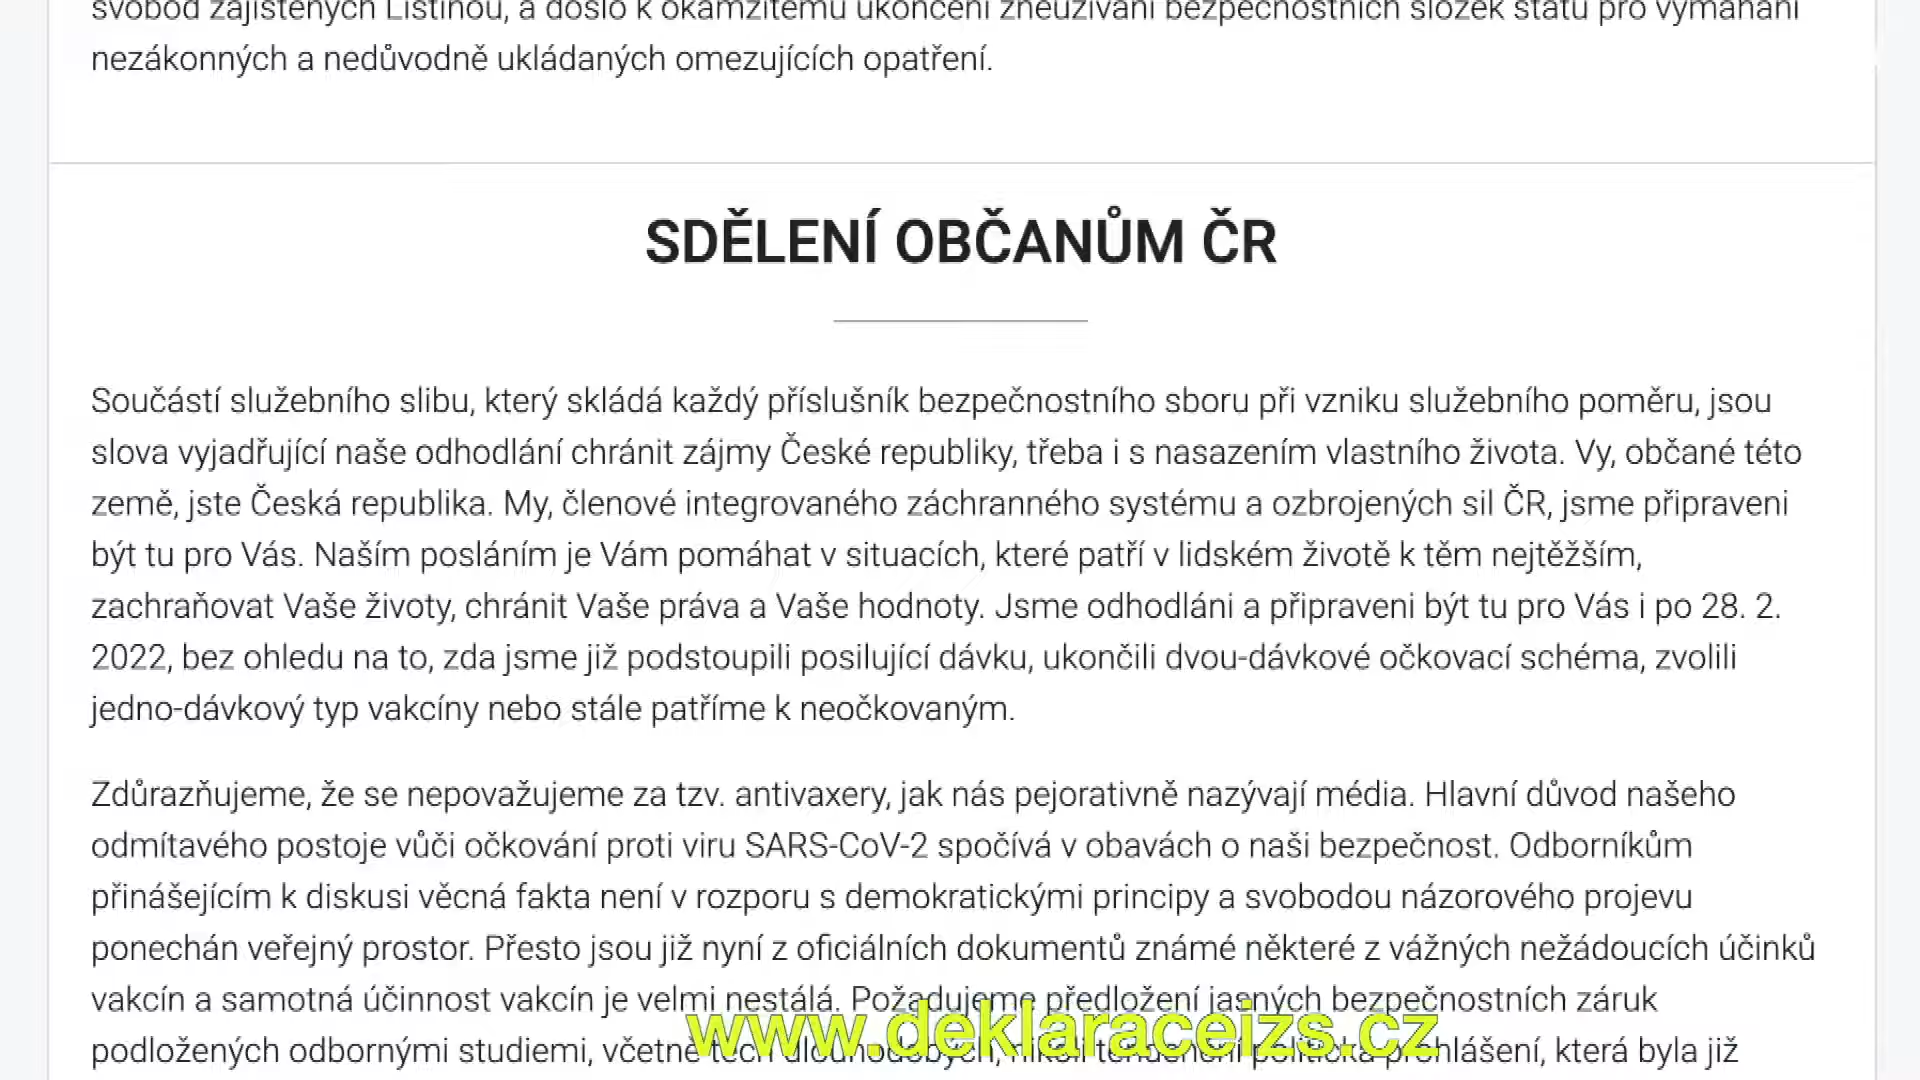 svobod zajištěných Listinou, a došlo k okamžitému ukončení zneužívání bezpečnostních složek státu pro vymáhání
nezákonných a nedůvodně ukládaných omezujících opatření.
SDĚLENÍ OBČANŮM ČR
Součástí služebního slibu, který skládá každý příslušník bezpečnostního sboru při vzniku služebního poměru, jsou
slova vyjadřující naše odhodlání chránit zájmy České republiky, třeba i s nasazením vlastního života. Vy, občané této
země, jste Česká republika. My, členové integrovaného záchranného systému a ozbrojených sil ČR, jsme připraveni
být tu pro Vás. Naším posláním je Vám pomáhat v situacích, které patří v lidském životě k těm nejtěžším,
zachraňovat Vaše životy, chránit Vaše práva a Vaše hodnoty. Jsme odhodláni a připraveni být tu pro Vás i po 28. 2.
2022, bez ohledu na to, zda jsme již podstoupili posilující dávku, ukončili dvou-dávkové očkovací schéma, zvolili
jedno-dávkový typ vakcíny nebo stále patříme k neočkovaným.
Zdůrazňujeme, že se nepovažujeme za tzv. antivaxery, jak nás pejorativně nazývají média. Hlavní důvod našeho
odmítavého postoje vůči očkování proti viru SARS-CoV-2 spočívá v obavách o naši bezpečnost. Odborníkům
přinášejícím k diskusi věcná fakta není v rozporu s demokratickými principy a svobodou názorového projevu
ponechán veřejný prostor. Přesto jsou již nyní z oficiálních dokumentů známé některé z vážných nežádoucích účinků
vakcín a samotná účinnost vakcín je velmi nestálá. Požadujeme předložení jasných bezpečnostních záruk
podložených odbornými studiemi, včetně prohlášení, která byla již
www.deklaraceizs.cz